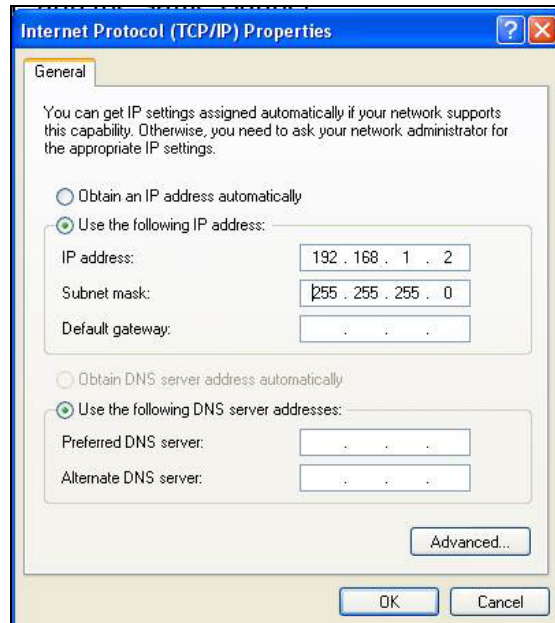 Internet Protocol (TCP/IP) Properties
General
You can get IP settings assigned automatically if your network supports
this capability. Otherwise, you need to ask your network administrator for
the appropriate IP settings.
Obtain an IP address automatically
Use the following IP address:
IP address: 192 . 168 . 1 . 2
Subnet mask: 255 . 255 . 255 . 0
Default gateway: . . .
Obtain DNS server address automatically
Use the following DNS server addresses:
Preferred DNS server: . . .
Alternate DNS server: . . .
Advanced...
OK Cancel